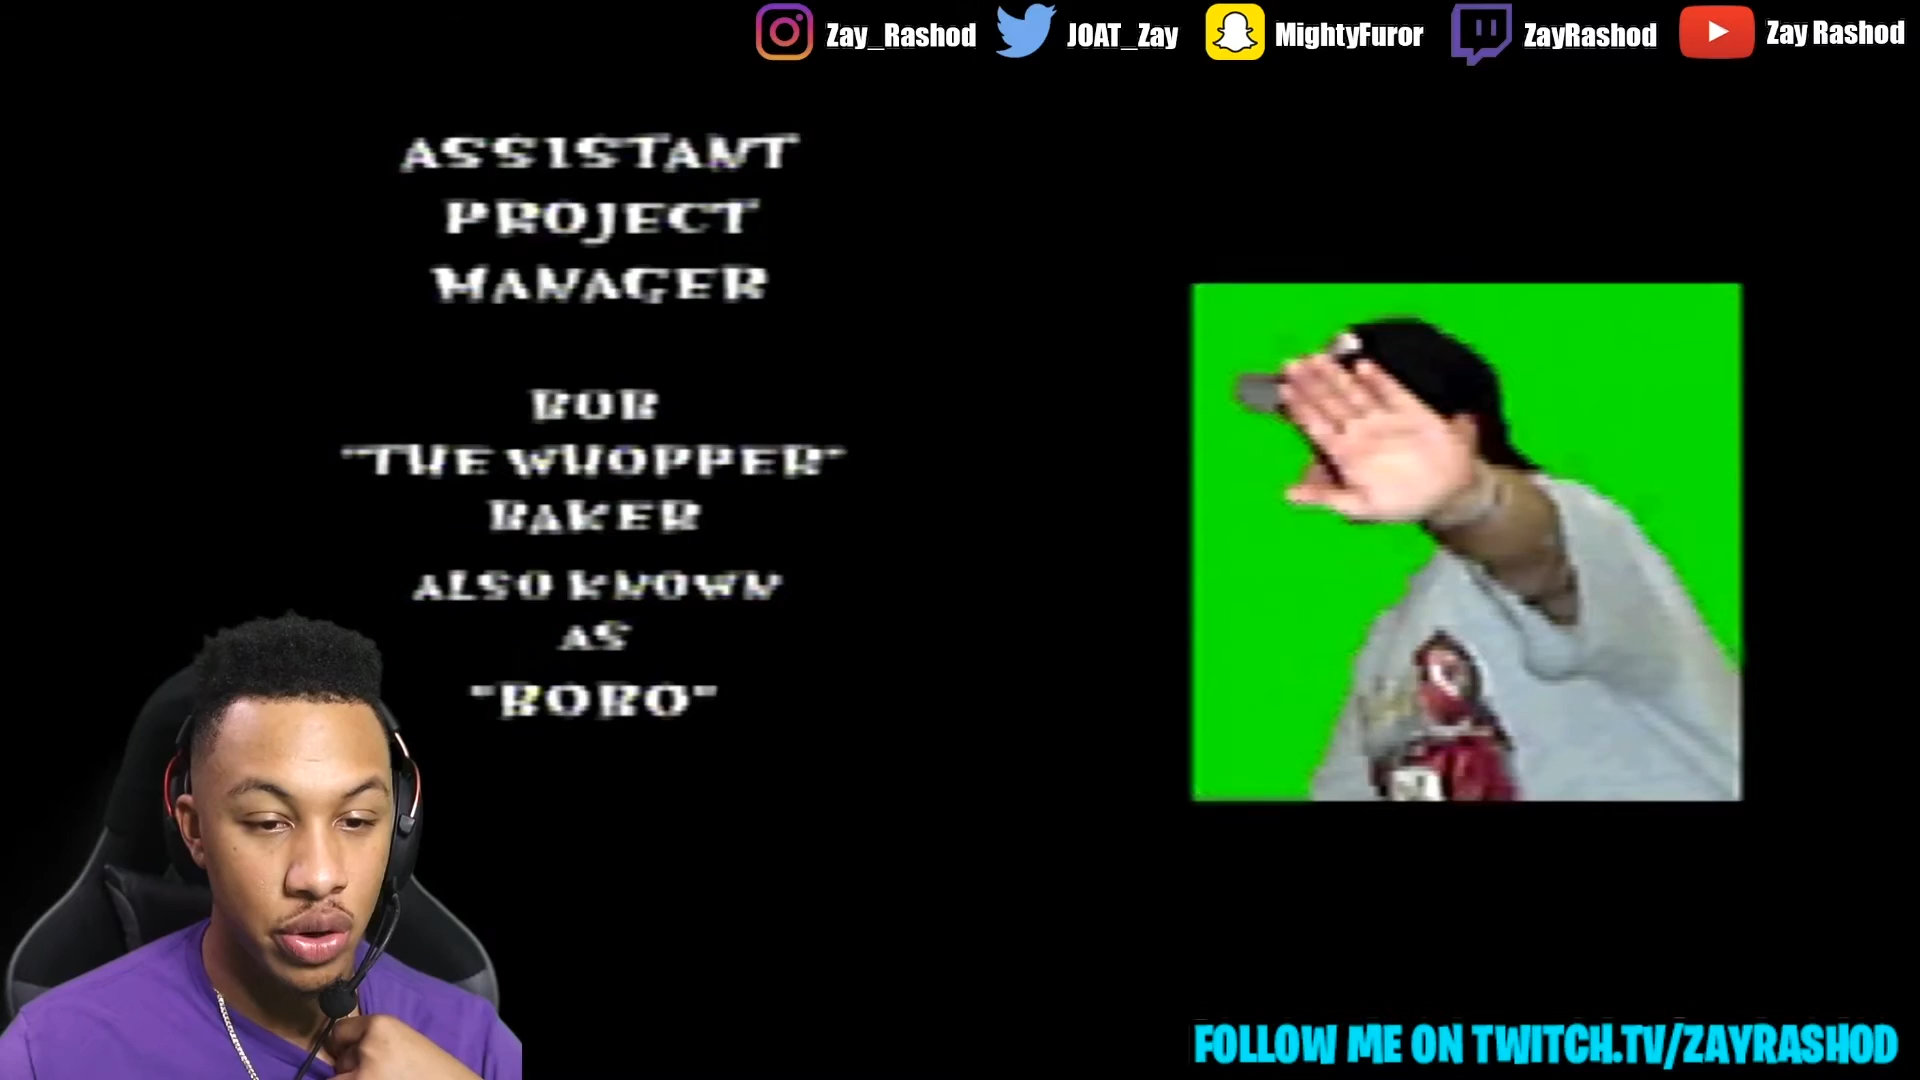 Zay_Rashod JOAT_Zay MightyFuror ZayRashod Zay Rashod
ASSISTANT
PROJECT
MANAGER
BOB
"THE WHOPPER"
BAKER
ALSO KNOWN
AS
"BOBO"
FOLLOW ME ON TWITCH.TV/ZAYRASHOD